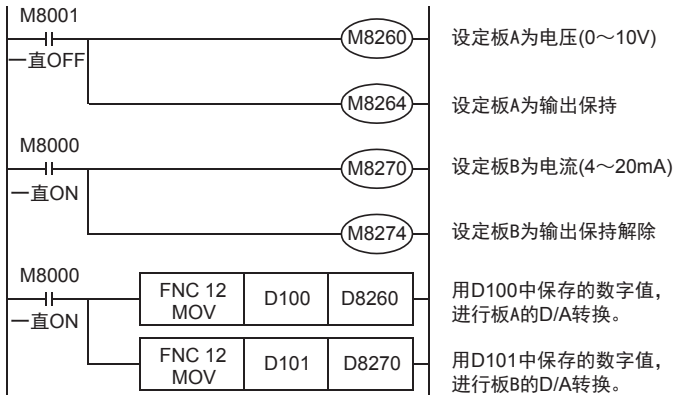 M8001
一直OFF
M8260
设定板A为电压(0～10V)
M8264
设定板A为输出保持
M8000
一直ON
M8270
设定板B为电流(4～20mA)
M8274
设定板B为输出保持解除
M8000
一直ON
FNC 12
MOV
D100
D8260
用D100中保存的数字值，
进行板A的D/A转换。
FNC 12
MOV
D101
D8270
用D101中保存的数字值，
进行板B的D/A转换。